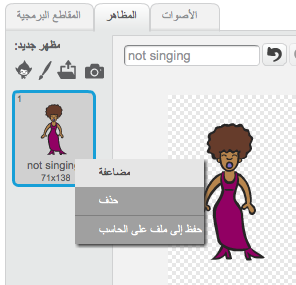 الأصوات المظاهر المقاطع البرمجية
مظهر جديد:
not singing
1
not singing
71x138
مضاعفة
حذف
حفظ إلى ملف على الحاسب